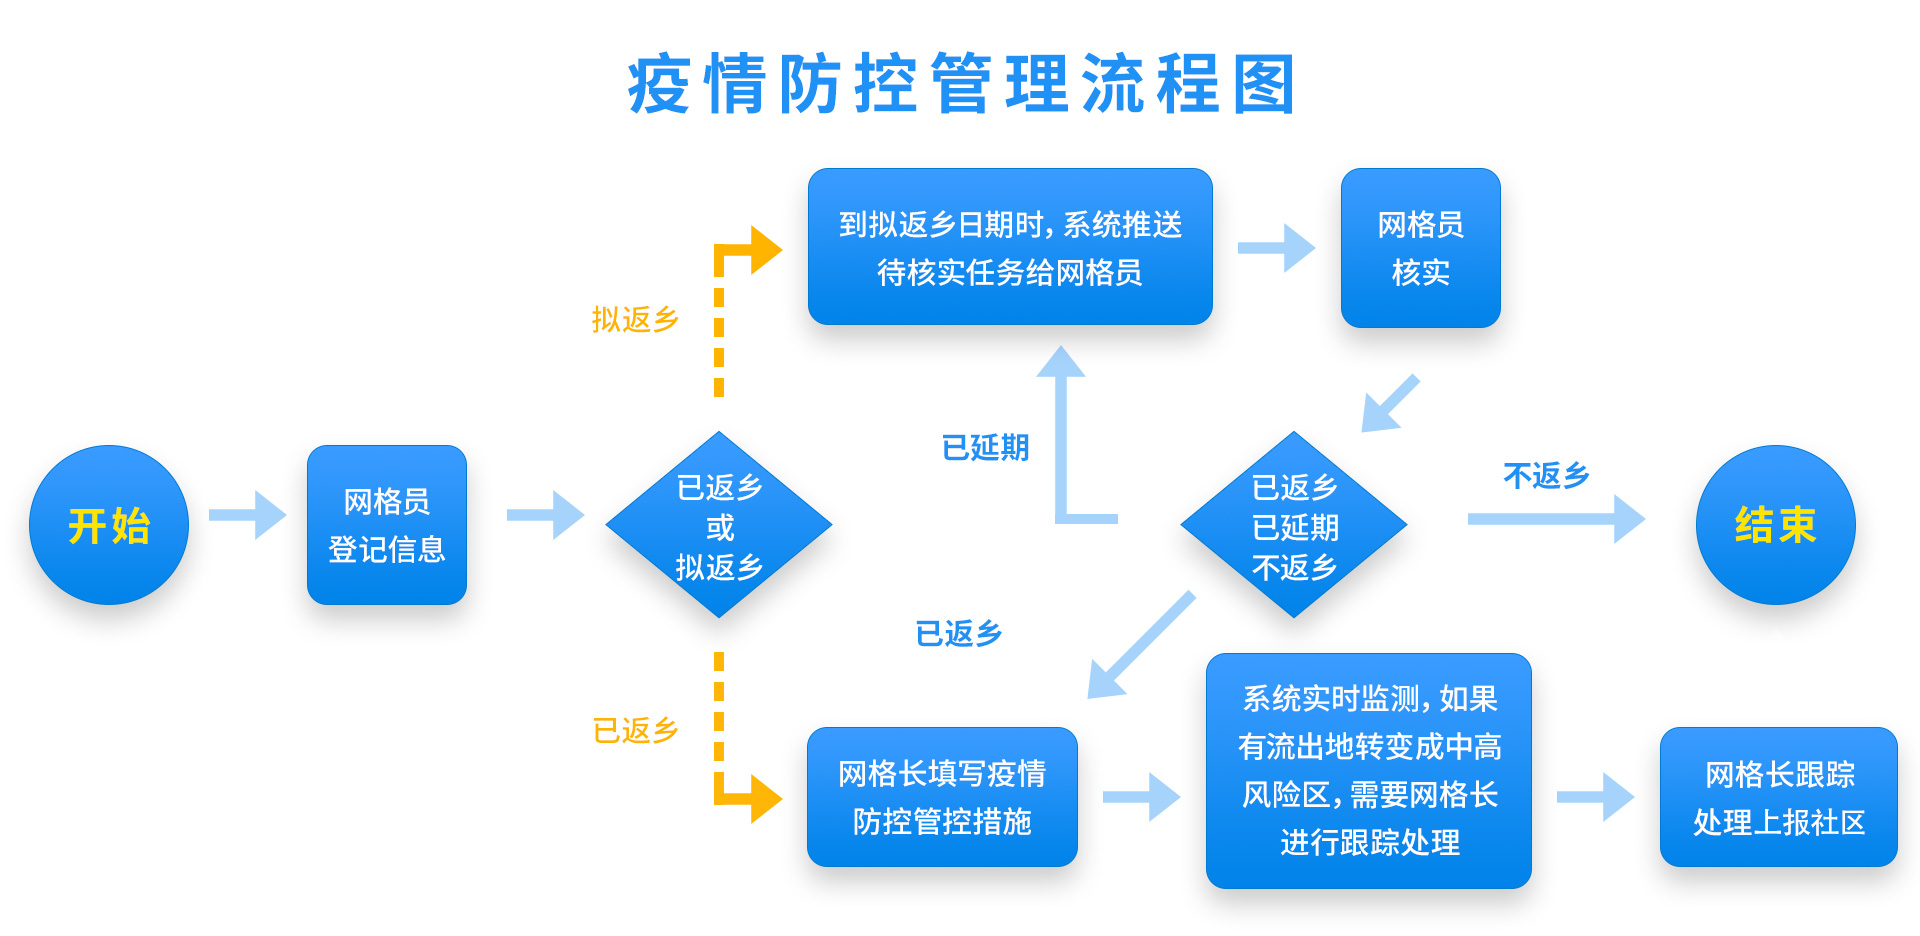 疫情防控管理流程图
到拟返乡日期时，系统推送
待核实任务给网格员
网格员
核实
拟返乡
已延期
不返乡
开始
网格员
登记信息
已返乡
或
拟返乡
已返乡
已延期
不返乡
结束
已返乡
已返乡
网格长填写疫情
防控管控措施
系统实时监测，如果
有流出地转变成中高
风险区，需要网格长
进行跟踪处理
网格长跟踪
处理上报社区